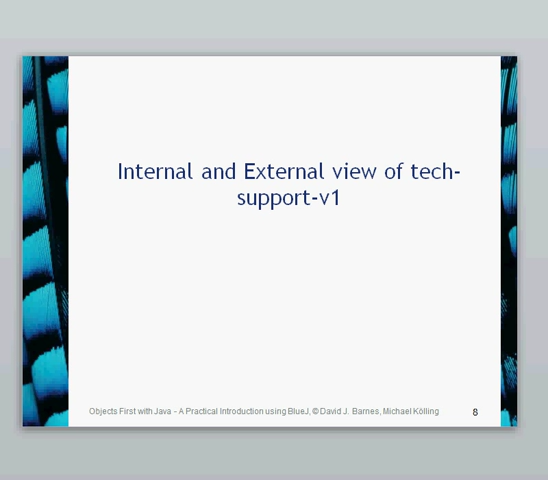 Internal and External view of tech-
support-v1
Objects First with Java - A Practical Introduction using BlueJ, © David J. Barnes, Michael Kölling
8